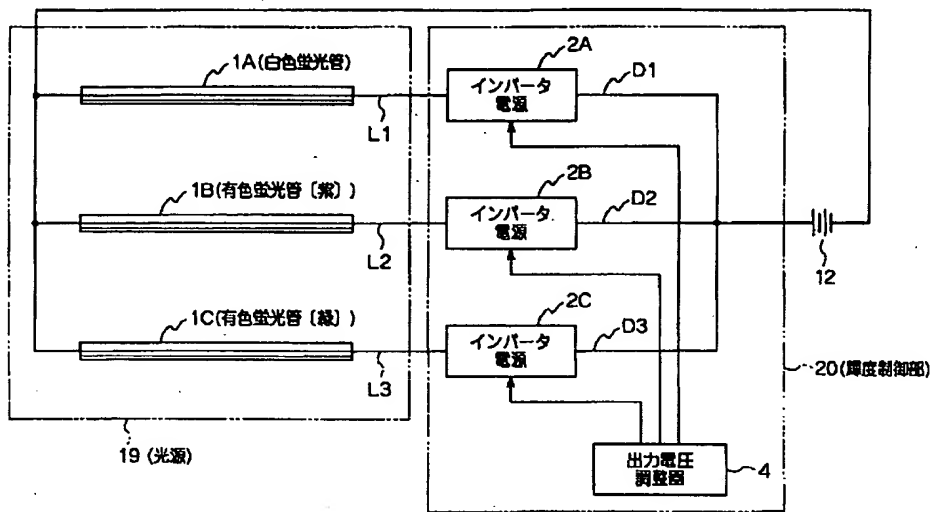 1A(白色蛍光管)
2A
インバータ
電源
D1
L1
1B(有色蛍光管〔紫〕)
2B
インバータ
電源
D2
L2
12
1C(有色蛍光管〔緑〕)
2C
インバータ
電源
D3
L3
20(輝度制御部)
19(光源)
出力電圧
調整器
4